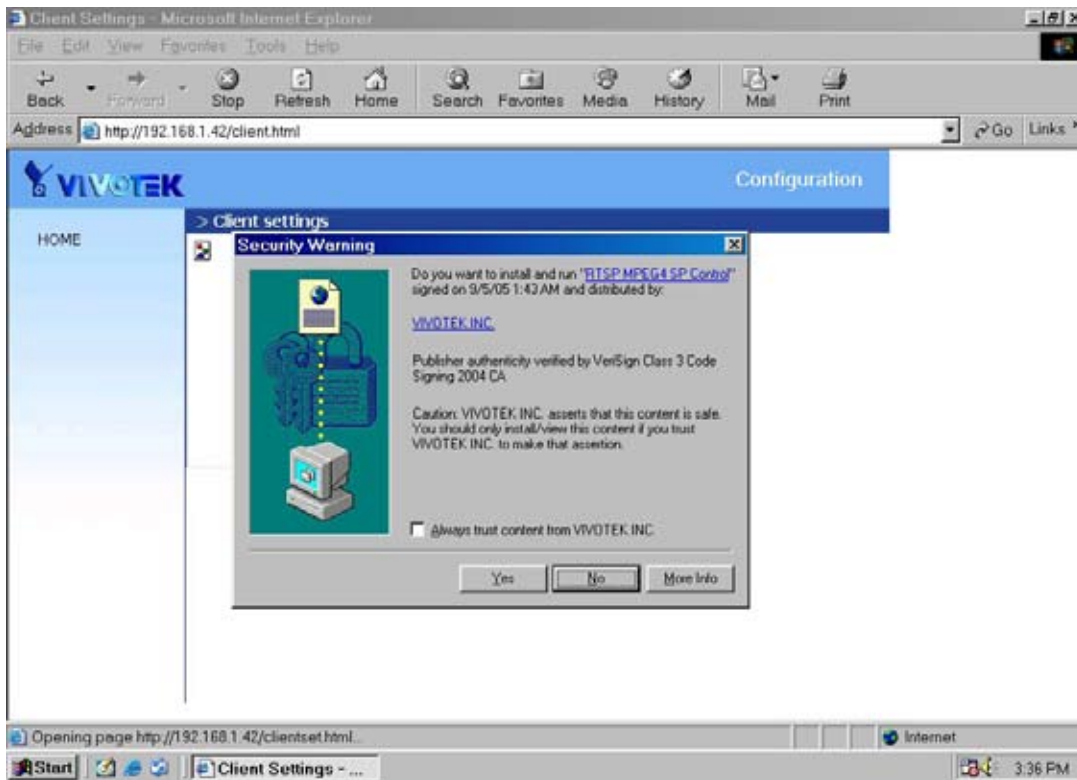 Client Settings - Microsoft Internet Explorer
File Edit View Favorites Tools Help
Back Forward Stop Refresh Home Search Favorites Media History Mail Print
Address http://192.168.1.42/client.html Go Links
VIVOTEK
Configuration
> Client settings
HOME
Security Warning
Do you want to install and run "RTSP MPEG4 SP Control"
signed on 9/5/05 1:43 AM and distributed by:
VIVOTEK INC.
Publisher authenticity verified by VeriSign Class 3 Code
Signing 2004 CA
Caution: VIVOTEK INC. asserts that this content is safe.
You should only install/view this content if you trust
VIVOTEK INC. to make that assertion.
Always trust content from VIVOTEK INC.
Yes No More Info
Opening page http://192.168.1.42/clientset.html...
Internet
Start Client Settings - ... 3:36 PM